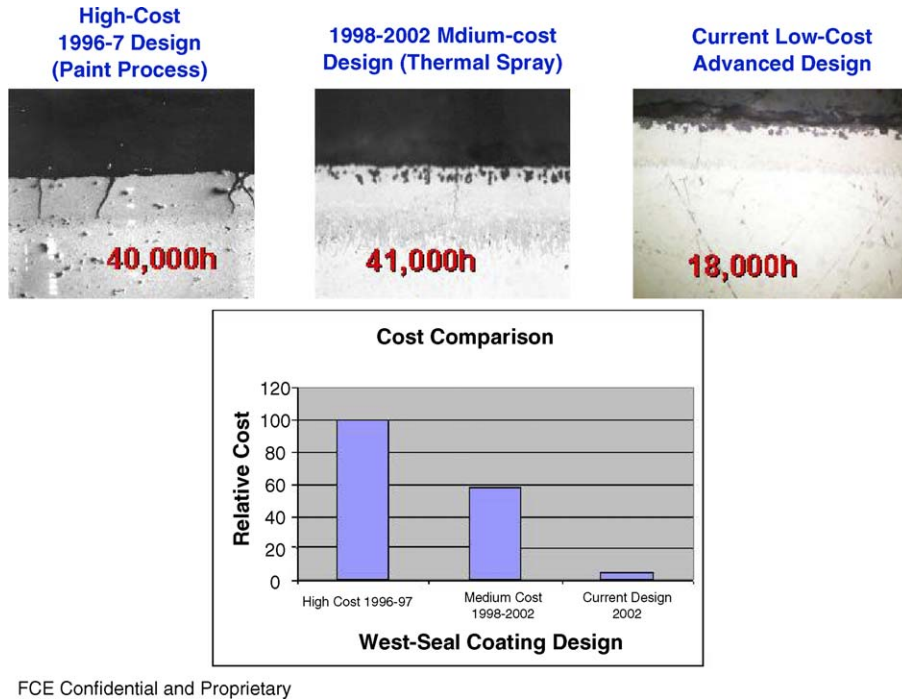 High-Cost
1996-7 Design
(Paint Process)
1998-2002 Mdium-cost
Design (Thermal Spray)
Current Low-Cost
Advanced Design
40,000h
41,000h
18,000h
Cost Comparison
120
100
80
60
40
20
0
Relative Cost
High Cost 1996-97
Medium Cost
1998-2002
Current Design
2002
West-Seal Coating Design
FCE Confidential and Proprietary